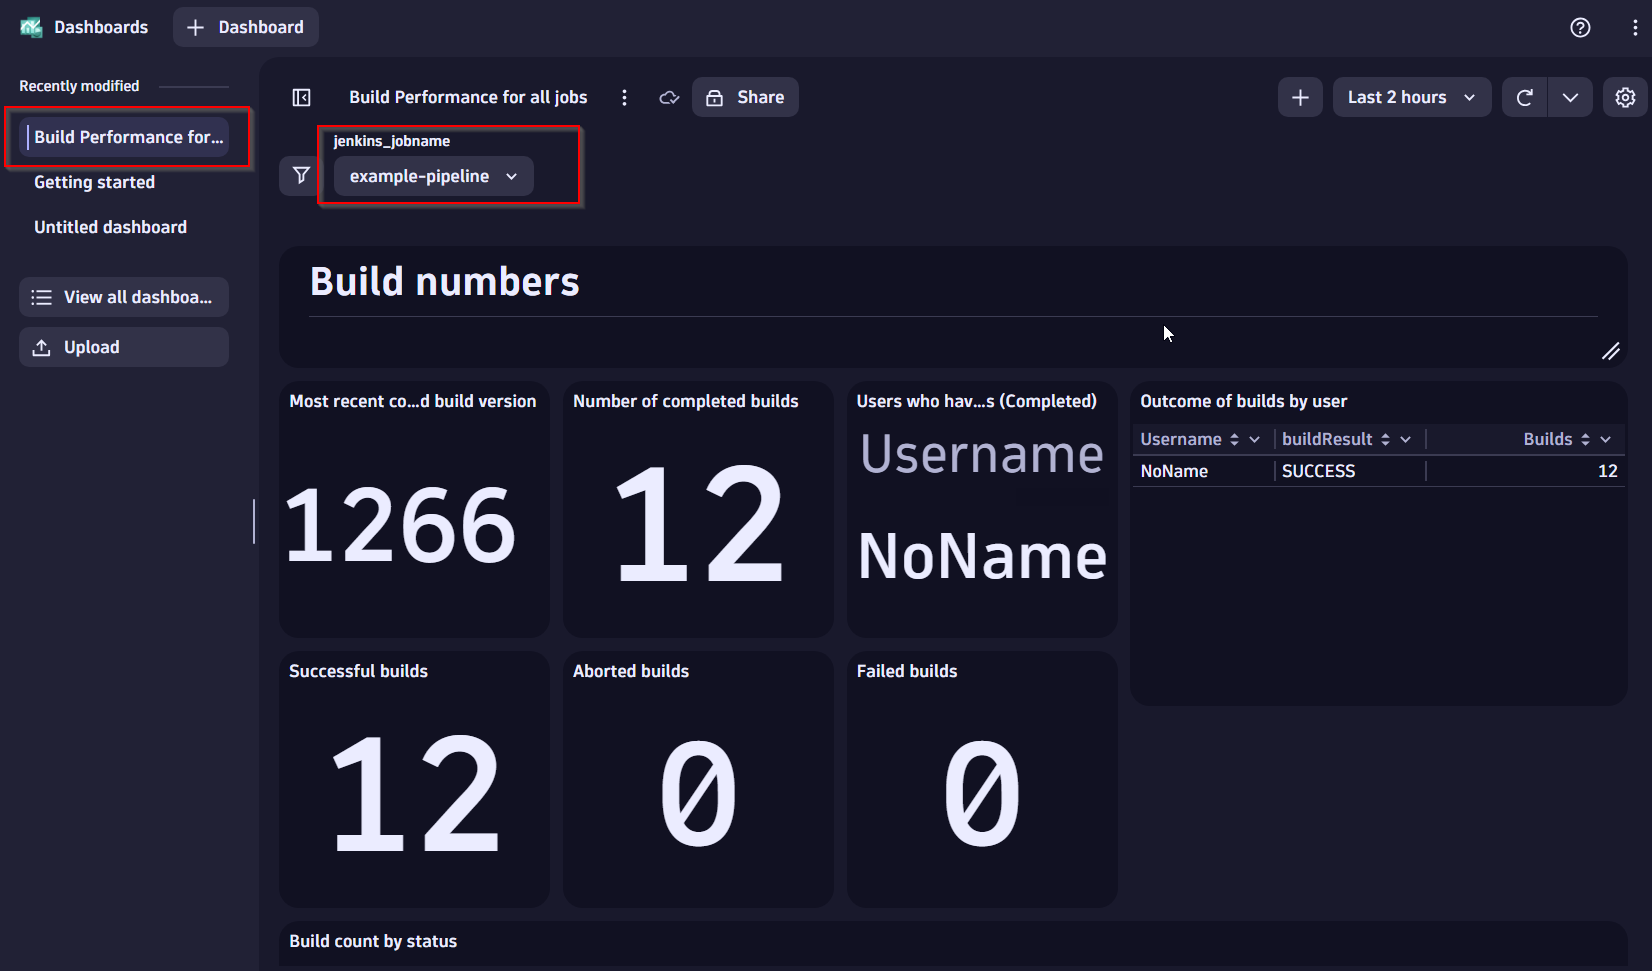 Dashboards
Dashboard
Recently modified
Build Performance for...
Getting started
Untitled dashboard
View all dashboa...
Upload
Build Performance for all jobs
Share
Last 2 hours
jenkins_jobname
example-pipeline
Build numbers
Most recent co...d build version
1266
Number of completed builds
12
Users who hav...s (Completed)
Username
NoName
Outcome of builds by user
Username buildResult Builds
NoName SUCCESS 12
Successful builds
12
Aborted builds
0
Failed builds
0
Build count by status